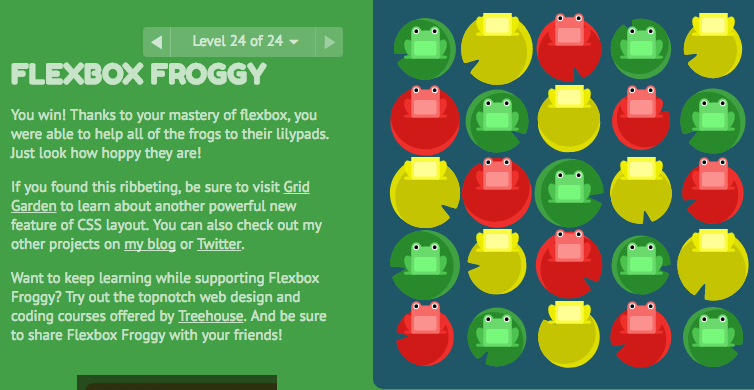 Level 24 of 24
FLEXBOX FROGGY
You win! Thanks to your mastery of flexbox, you
were able to help all of the frogs to their lilypads.
Just look how hoppy they are!
If you found this ribbeting, be sure to visit Grid
Garden to learn about another powerful new
feature of CSS layout. You can also check out my
other projects on my blog or Twitter.
Want to keep learning while supporting Flexbox
Froggy? Try out the topnotch web design and
coding courses offered by Treehouse. And be sure
to share Flexbox Froggy with your friends!